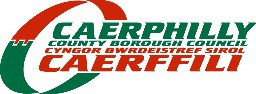 CAERPHILLY
COUNTY BOROUGH COUNCIL
CYNGOR BWRDEISTREF SIROL
CAERFFILI